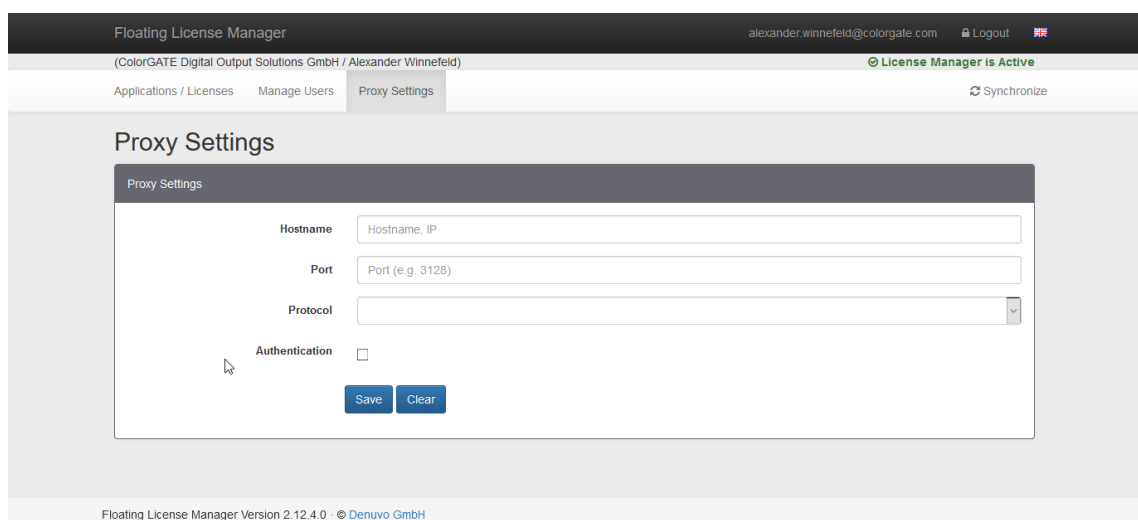 Floating License Manager alexander.winnefeld@colorgate.com Logout
(ColorGATE Digital Output Solutions GmbH / Alexander Winnefeld) License Manager is Active
Applications / Licenses Manage Users Proxy Settings Synchronize
Proxy Settings
Proxy Settings
Hostname Hostname, IP
Port Port (e.g. 3128)
Protocol
Authentication
Save Clear
Floating License Manager Version 2.12.4.0 · © Denuvo GmbH